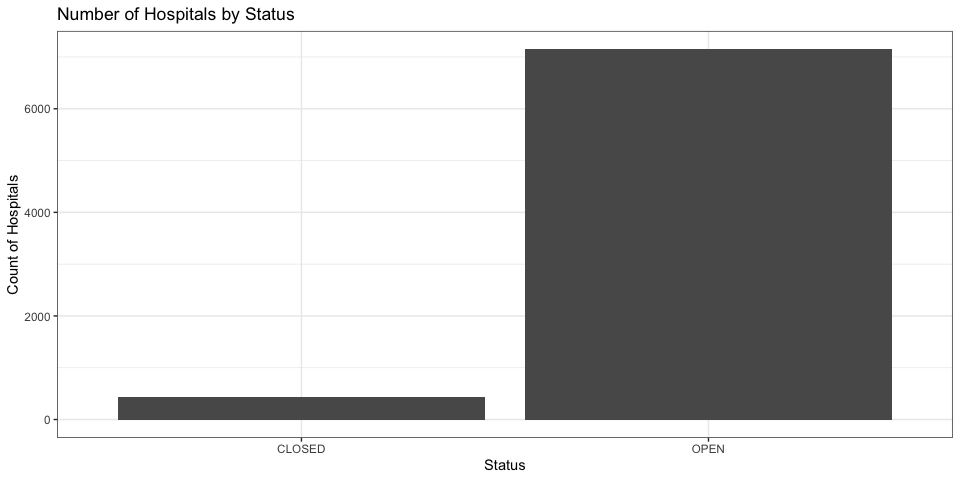 Number of Hospitals by Status
Count of Hospitals
6000
4000
2000
0
CLOSED
OPEN
Status